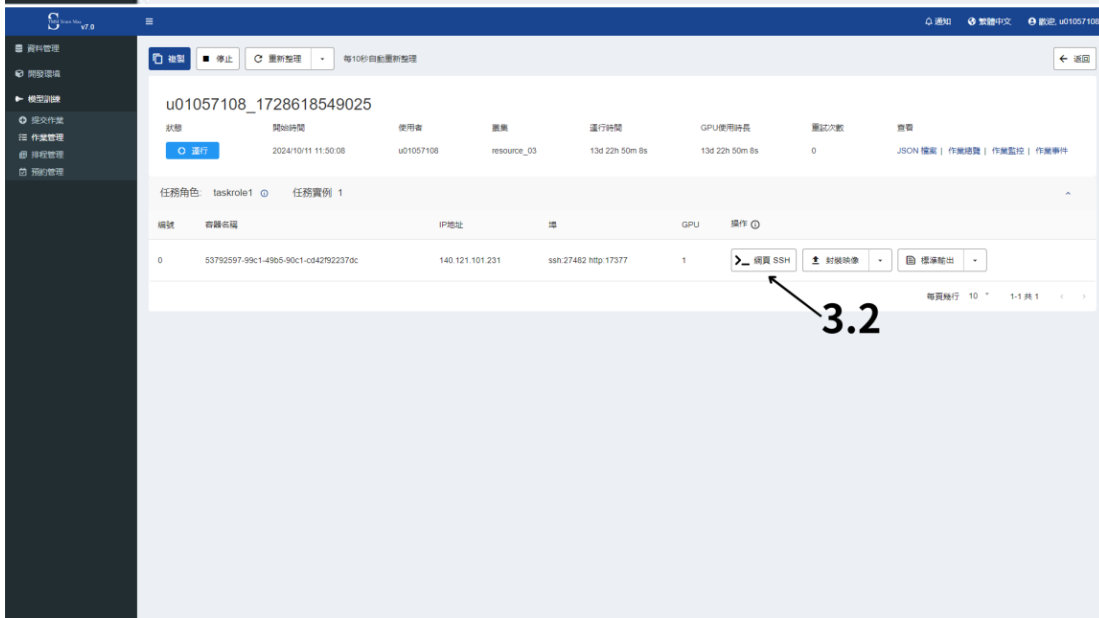 v7.0
通知 繁體中文 歡迎, u01057108
資料管理
開發環境
模型訓練
提交作業
作業管理
排程管理
預約管理
複製 停止 重新整理 每10秒自動重新整理 返回
u01057108_1728618549025
狀態 開始時間 使用者 叢集 運行時間 GPU使用時長 重試次數 查看
運行 2024/10/11 11:50:08 u01057108 resource_03 13d 22h 50m 8s 13d 22h 50m 8s 0 JSON 檔案 | 作業總覽 | 作業監控 | 作業事件
任務角色: taskrole1 任務實例 1
編號 容器名稱 IP地址 埠 GPU 操作
0 53792597-99c1-49b5-90c1-cd42f92237dc 140.121.101.231 ssh:27482 http:17377 1 網頁 SSH 封裝映像 標準輸出
每頁幾行 10 1-1 共 1
3.2